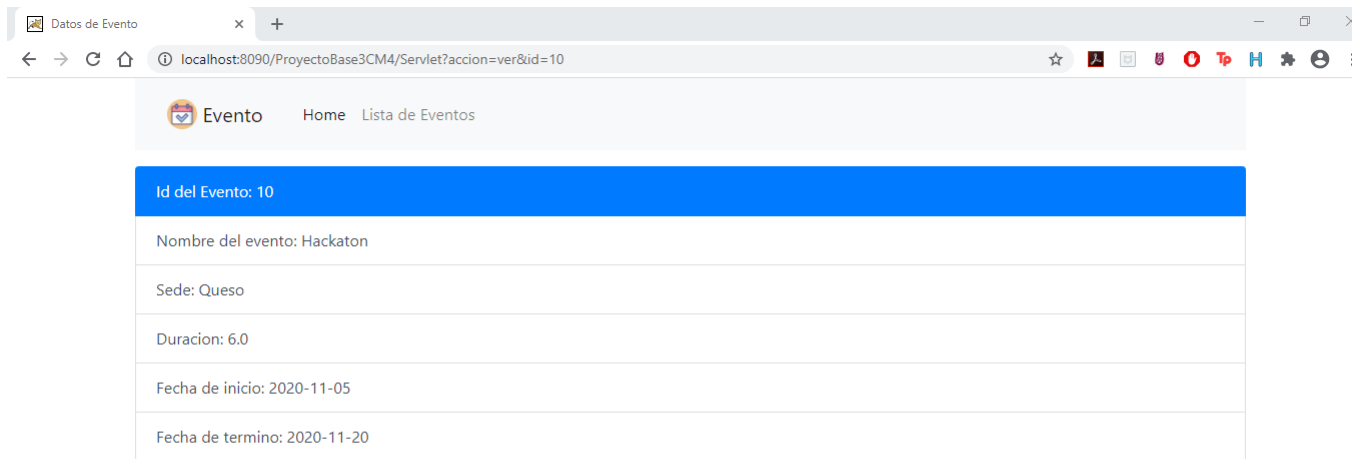 Datos de Evento
localhost:8090/ProyectoBase3CM4/Servlet?accion=ver&id=10
Evento Home Lista de Eventos
Id del Evento: 10
Nombre del evento: Hackaton
Sede: Queso
Duracion: 6.0
Fecha de inicio: 2020-11-05
Fecha de termino: 2020-11-20